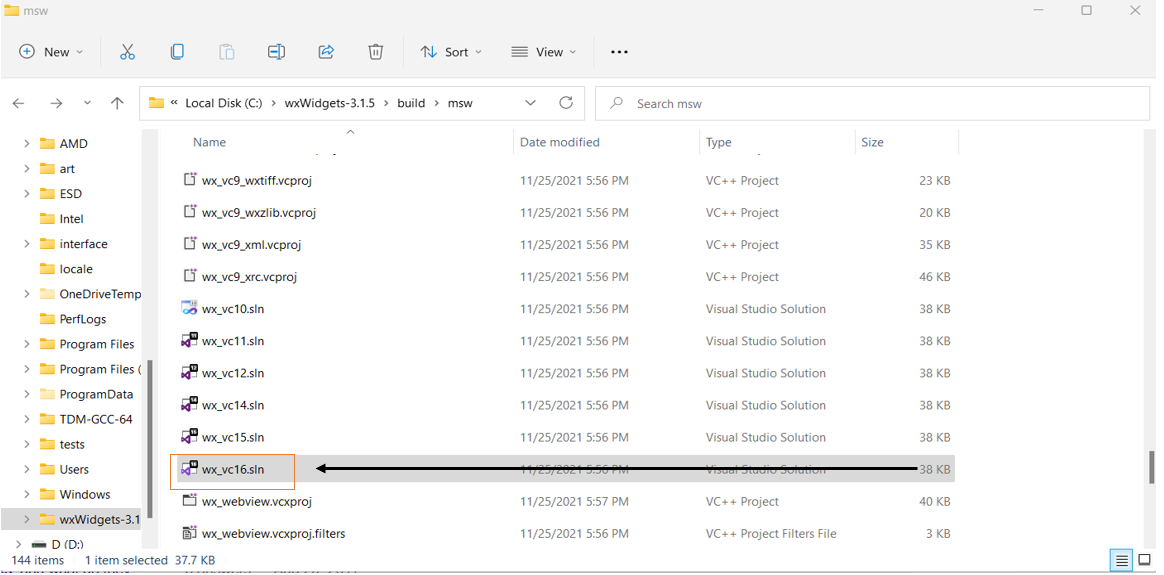 msw
New
Sort
View
« Local Disk (C:) › wxWidgets-3.1.5 › build › msw
Search msw
AMD
art
ESD
Intel
interface
locale
OneDriveTemp
PerfLogs
Program Files
Program Files (
ProgramData
TDM-GCC-64
tests
Users
Windows
wxWidgets-3.1
D (D:)
Name Date modified Type Size
wx_vc9_wxtiff.vcproj 11/25/2021 5:56 PM VC++ Project 23 KB
wx_vc9_wxzlib.vcproj 11/25/2021 5:56 PM VC++ Project 20 KB
wx_vc9_xml.vcproj 11/25/2021 5:56 PM VC++ Project 35 KB
wx_vc9_xrc.vcproj 11/25/2021 5:56 PM VC++ Project 46 KB
wx_vc10.sln 11/25/2021 5:56 PM Visual Studio Solution 38 KB
wx_vc11.sln 11/25/2021 5:56 PM Visual Studio Solution 38 KB
wx_vc12.sln 11/25/2021 5:56 PM Visual Studio Solution 38 KB
wx_vc14.sln 11/25/2021 5:56 PM Visual Studio Solution 38 KB
wx_vc15.sln 11/25/2021 5:56 PM Visual Studio Solution 38 KB
wx_vc16.sln 11/25/2021 5:56 PM Visual Studio Solution 38 KB
wx_webview.vcxproj 11/25/2021 5:57 PM VC++ Project 40 KB
wx_webview.vcxproj.filters 11/25/2021 5:56 PM VC++ Project Filters File 3 KB
144 items 1 item selected 37.7 KB